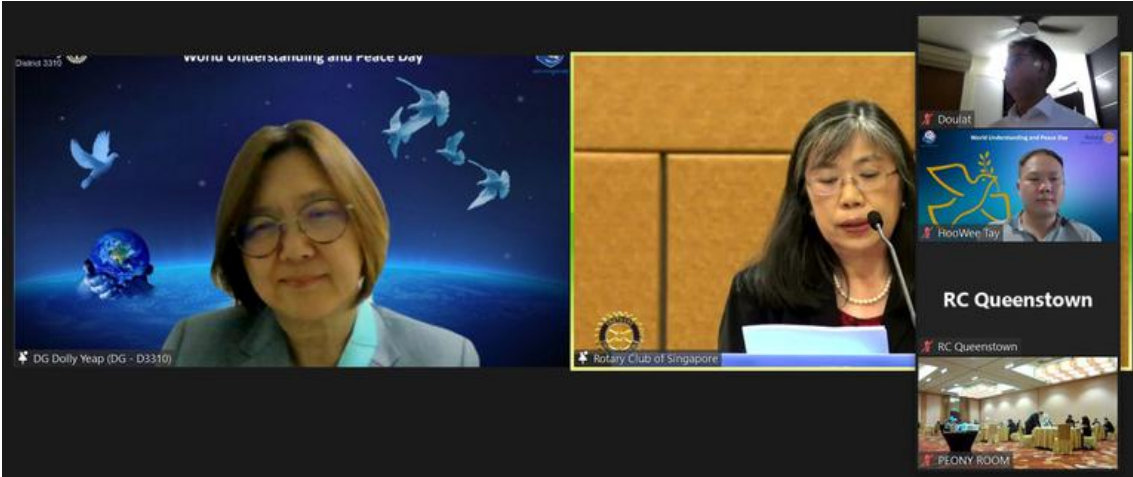 District 3310
World Understanding and Peace Day
DG Dolly Yeap (DG - D3310)
Rotary Club of Singapore
Doulat
World Understanding and Peace Day
HooWee Tay
RC Queenstown
RC Queenstown
PEONY ROOM